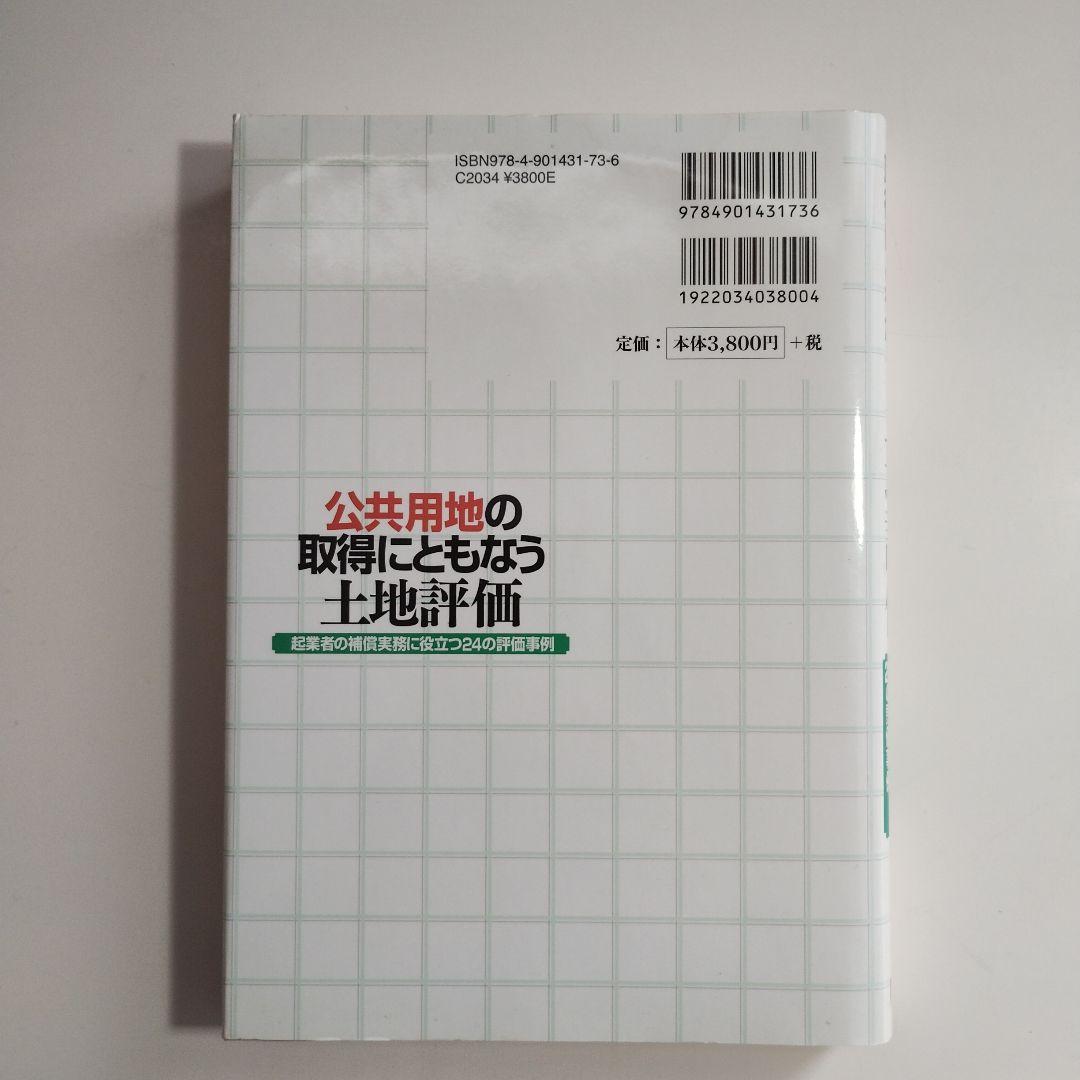 ISBN978-4-901431-73-6
C2034 ¥3800E
9784901431736
1922034038004
定価：本体3,800円+税
公共用地の
取得にともなう
土地評価
起業者の補償実務に役立つ24の評価事例